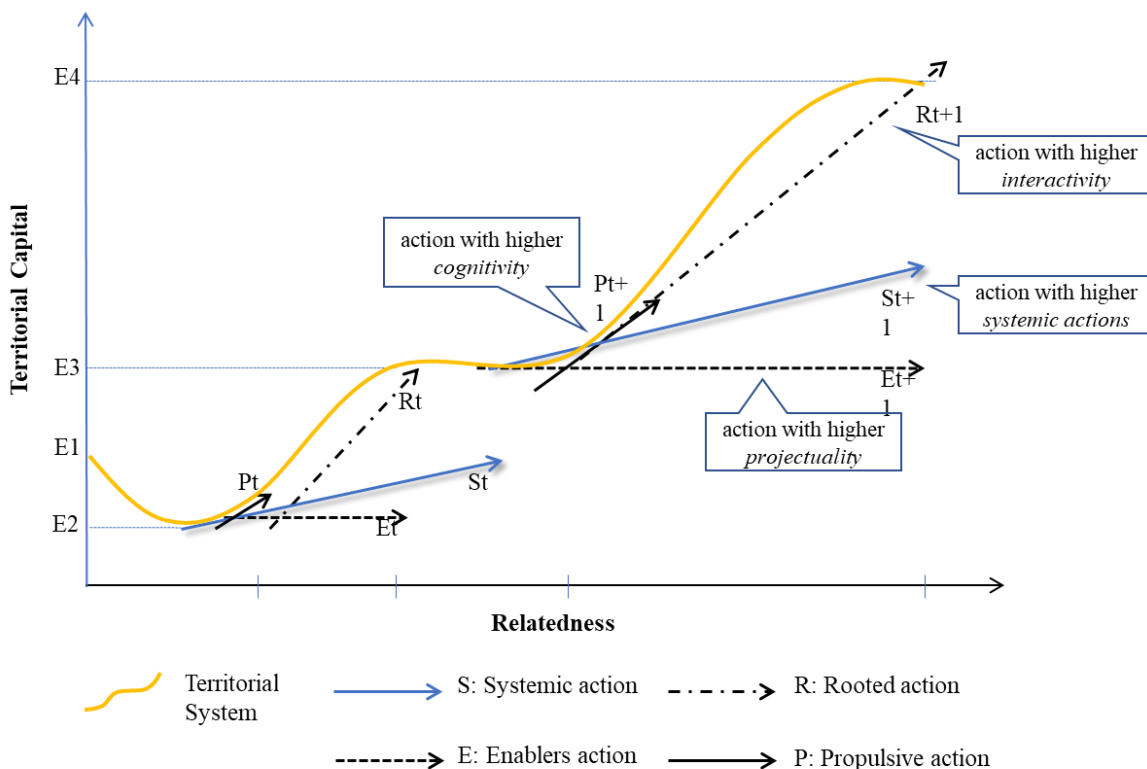 E4
Rt+1
action with higher
interactivity
action with higher
cognitivity
Pt+
1
St+
1
action with higher
systemic actions
Territorial Capital
E3
Rt
Et+
1
action with higher
projectuality
E1
Pt
St
E2
Et
Relatedness
Territorial
System
S: Systemic action
R: Rooted action
E: Enablers action
P: Propulsive action